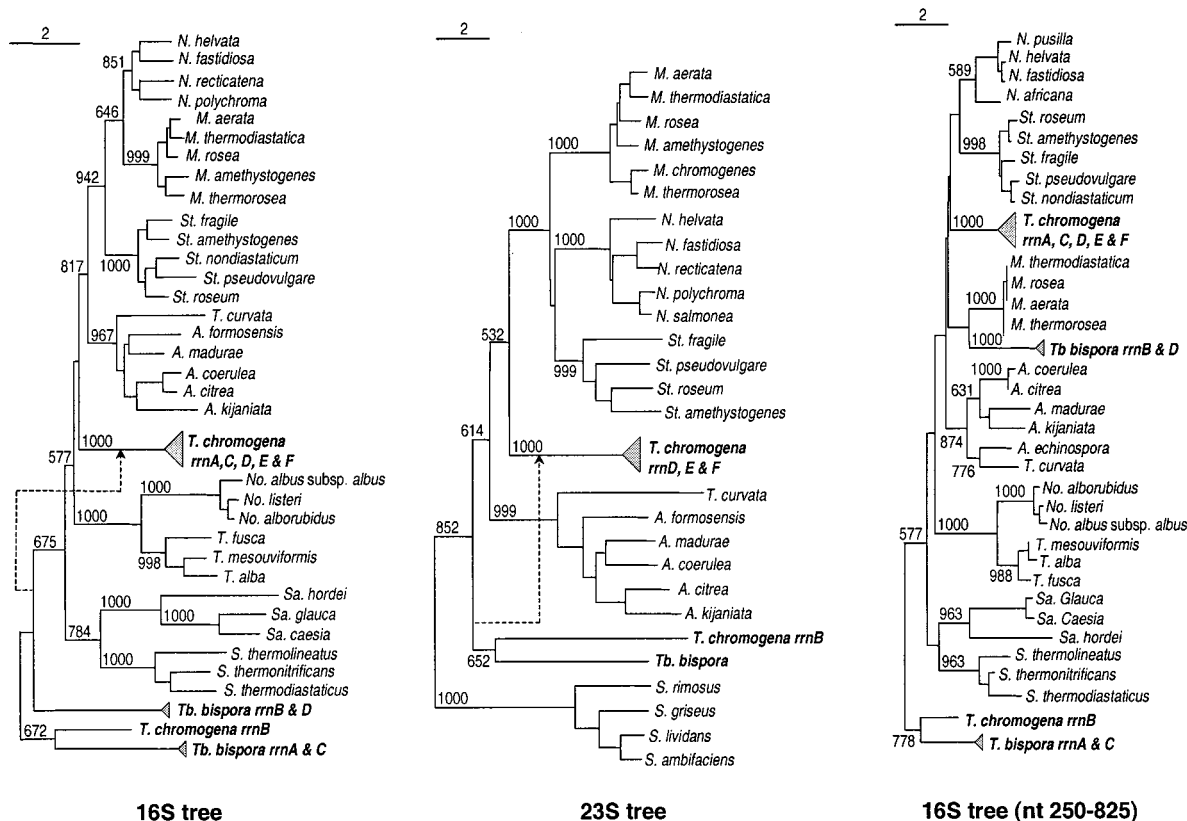 2
851
N. helvata
N. fastidiosa
N. recticatena
N. polychroma
646
M. aerata
M. thermodiastatica
999
M. rosea
M. amethystogenes
M. thermorosea
942
St. fragile
St. amethystogenes
1000
St. nondiastaticum
St. pseudovulgare
St. roseum
817
T. curvata
967
A. formosensis
A. madurae
A. coerulea
A. citrea
A. kijaniata
1000
T. chromogena
rrnA,C, D, E & F
577
1000
No. albus subsp. albus
No. listeri
No. alborubidus
1000
T. fusca
998
T. mesouviformis
T. alba
675
Sa. hordei
1000
1000
Sa. glauca
Sa. caesia
784
1000
S. thermolineatus
S. thermonitrificans
S. thermodiastaticus
Tb. bispora rrnB & D
672
T. chromogena rrnB
Tb. bispora rrnA & C
16S tree
2
M. aerata
M. thermodiastatica
M. rosea
1000
M. amethystogenes
M. chromogenes
M. thermorosea
1000
N. helvata
1000
N. fastidiosa
N. recticatena
N. polychroma
N. salmonea
532
St. fragile
999
St. pseudovulgare
St. roseum
St. amethystogenes
614
1000
T. chromogena
rrnD, E & F
T. curvata
999
A. formosensis
852
A. madurae
A. coerulea
A. citrea
A. kijaniata
T. chromogena rrnB
652
Tb. bispora
1000
S. rimosus
S. griseus
S. lividans
S. ambifaciens
23S tree
2
N. pusilla
589
N. helvata
N. fastidiosa
N. africana
St. roseum
998
St. amethystogenes
St. fragile
St. pseudovulgare
St. nondiastaticum
1000
T. chromogena
rrnA, C, D, E & F
M. thermodiastatica
M. rosea
1000
M. aerata
M. thermorosea
1000
Tb bispora rrnB & D
1000
A. coerulea
631
A. citrea
A. madurae
874
A. kijaniata
A. echinospora
776
T. curvata
1000
No. alborubidus
No. listeri
1000
No. albus subsp. albus
577
T. mesouviformis
988
T. alba
T. fusca
963
Sa. Glauca
Sa. Caesia
Sa. hordei
963
S. thermolineatus
S. thermonitrificans
S. thermodiastaticus
T. chromogena rrnB
778
T. bispora rrnA & C
16S tree (nt 250-825)